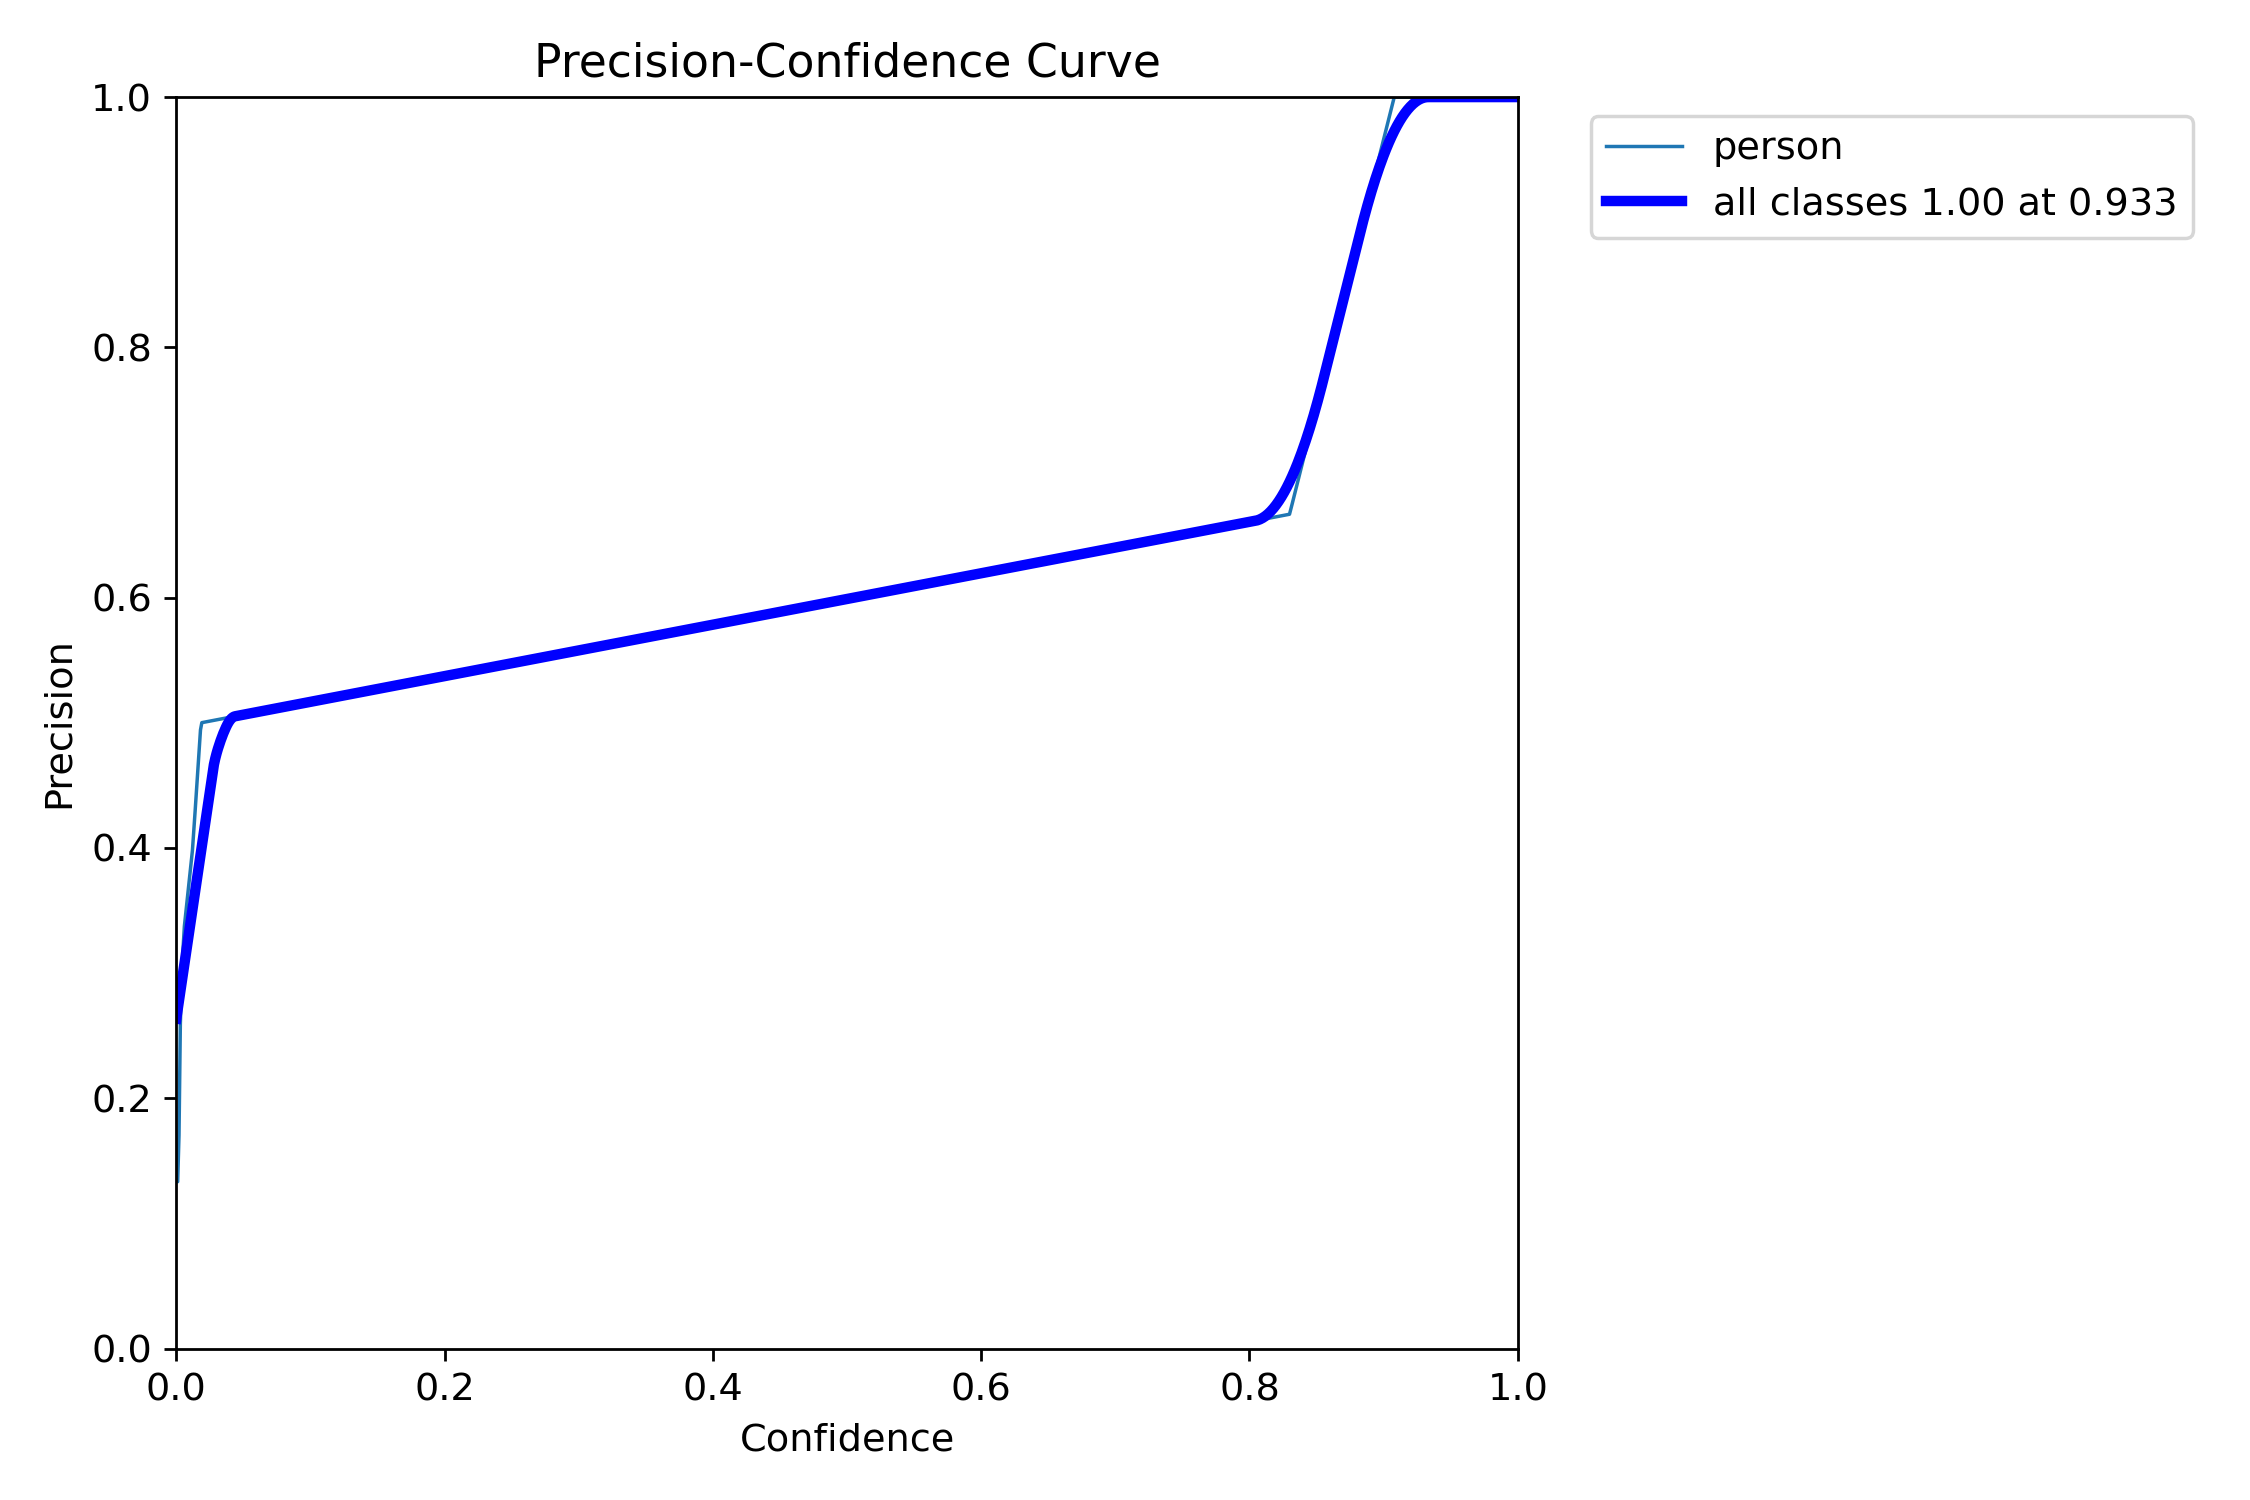 Precision-Confidence Curve
1.0
0.8
0.6
0.4
0.2
0.0
Precision
0.0 0.2 0.4 0.6 0.8 1.0
Confidence
person
all classes 1.00 at 0.933